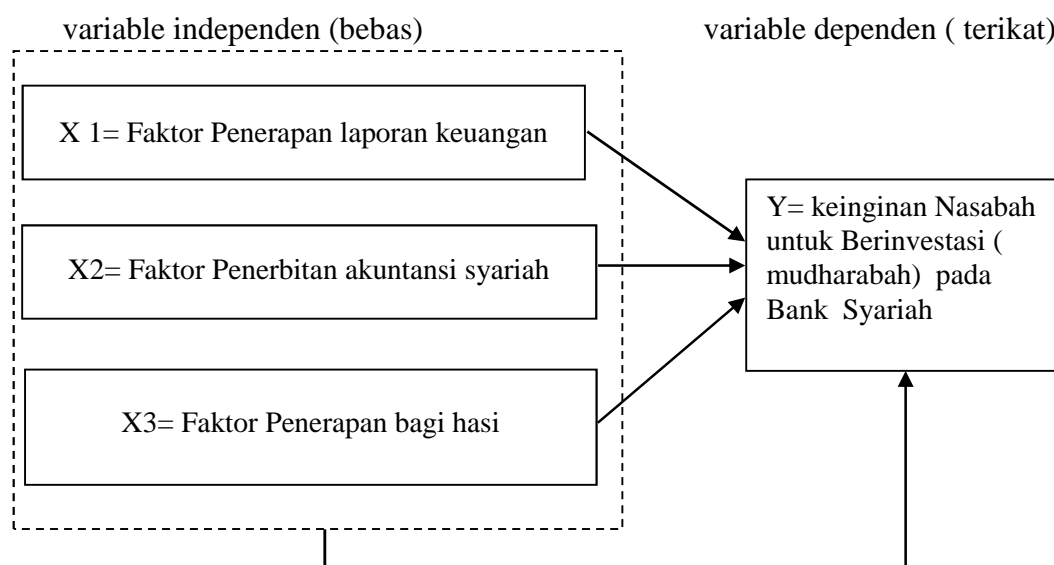 variable independen (bebas)
variable dependen ( terikat)
X 1= Faktor Penerapan laporan keuangan
X2= Faktor Penerbitan akuntansi syariah
X3= Faktor Penerapan bagi hasi
Y= keinginan Nasabah
untuk Berinvestasi (
mudharabah) pada
Bank Syariah